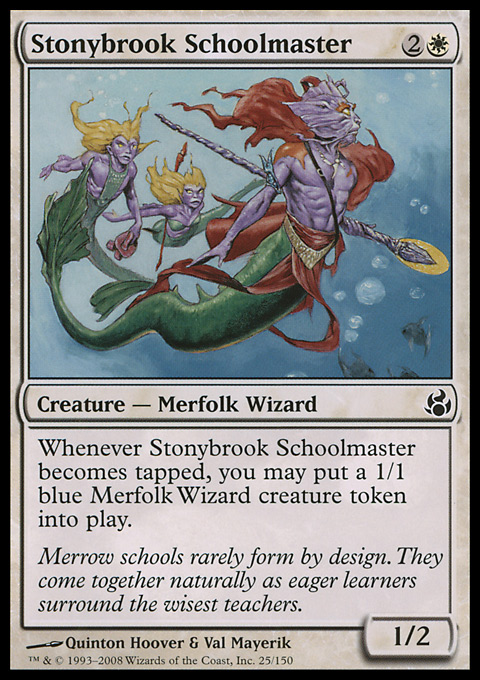 Stonybrook Schoolmaster 2
Creature — Merfolk Wizard
Whenever Stonybrook Schoolmaster
becomes tapped, you may put a 1/1
blue Merfolk Wizard creature token
into play.
Merrow schools rarely form by design. They
come together naturally as eager learners
surround the wisest teachers.
Quinton Hoover & Val Mayerik
1/2
™ & © 1993–2008 Wizards of the Coast, Inc. 25/150